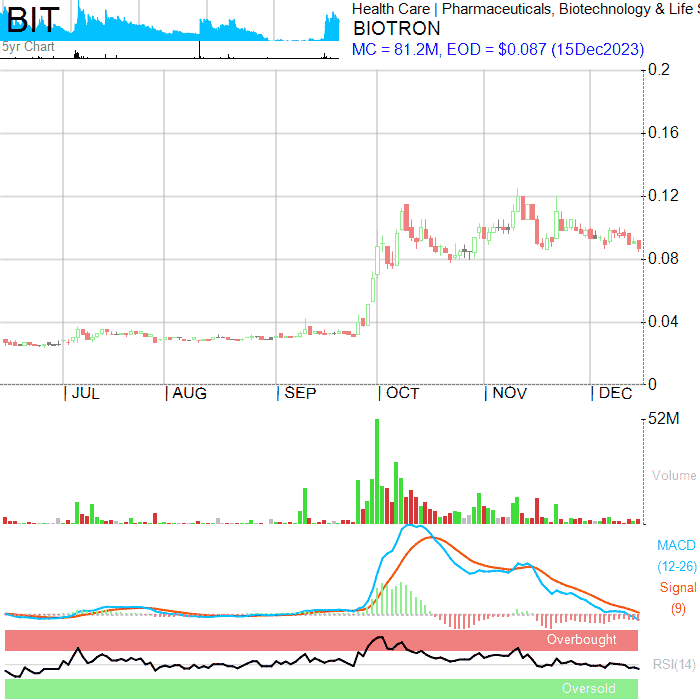 BIT
5yr Chart
Health Care | Pharmaceuticals, Biotechnology & Life S
BIOTRON
MC = 81.2M, EOD = $0.087 (15Dec2023)
0.2
0.16
0.12
0.08
0.04
0
| JUL | AUG | SEP | OCT | NOV | DEC
52M
Volume
MACD
(12-26)
Signal
(9)
Overbought
RSI(14)
Oversold